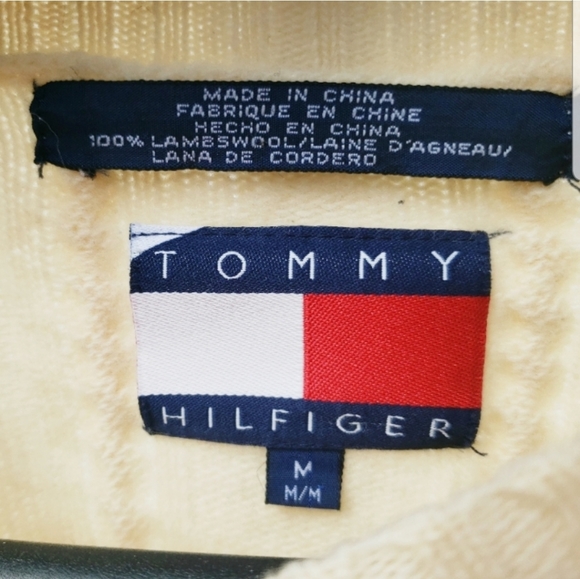 MADE IN CHINA
FABRIQUE EN CHINE
HECHO EN CHINA
100% LAMBSWOOL/LAINE D'AGNEAU/
LANA DE CORDERO
TOMMY
HILFIGER
M
M/M